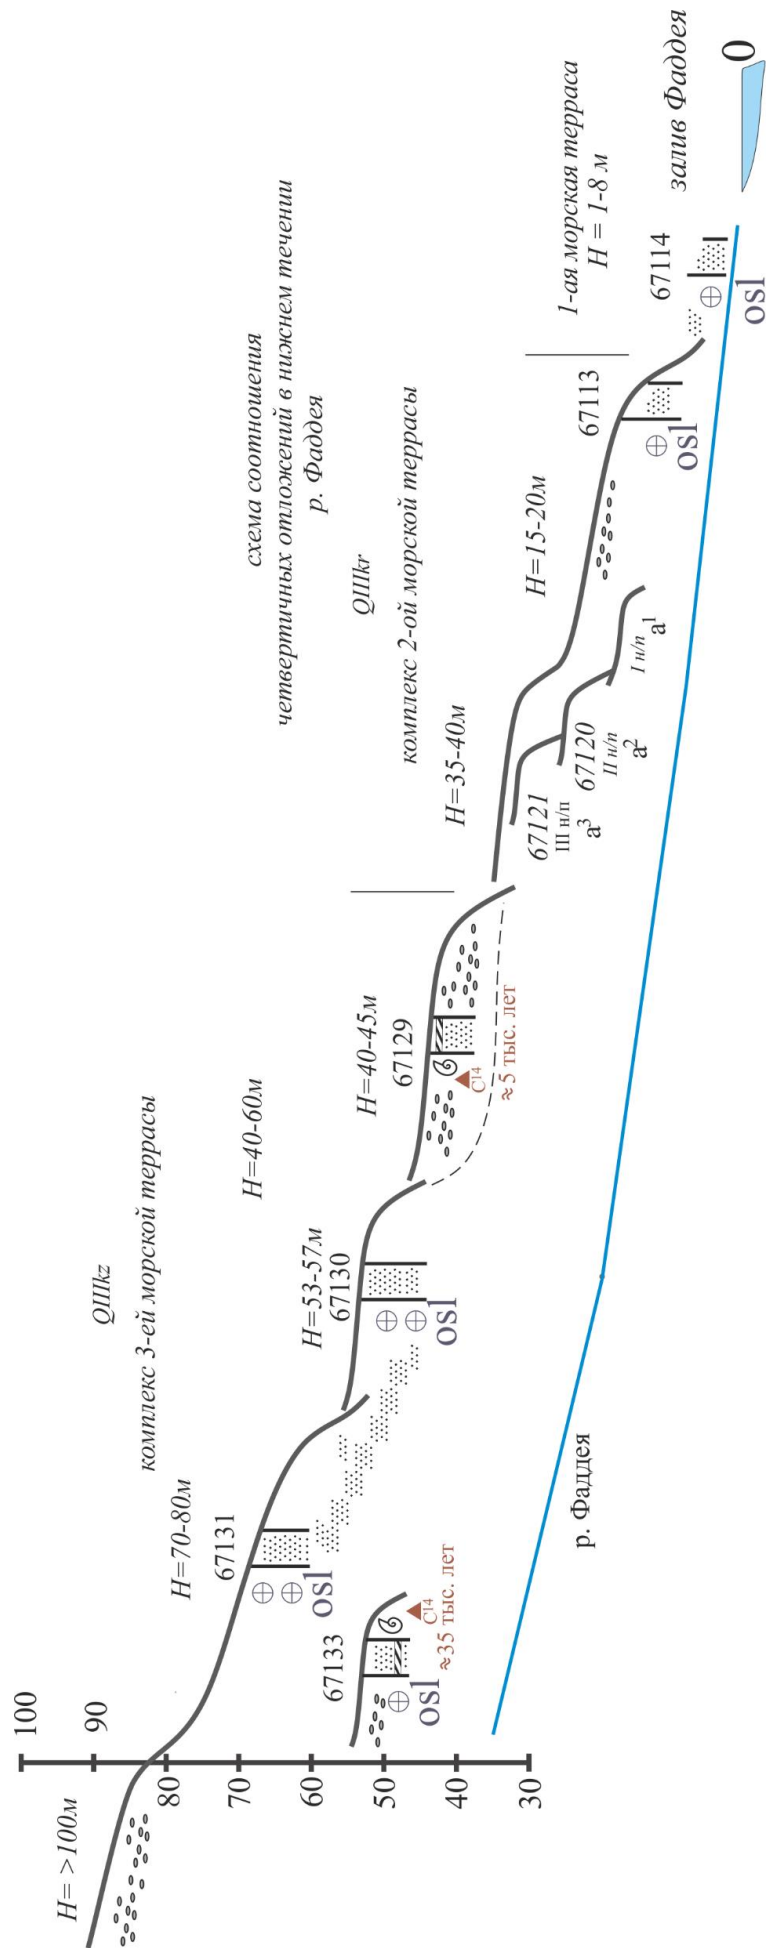 схема соотношения
четвертичных отложений в нижнем течении
р. Фаддея
H= >100м
100
90
80
70
60
50
40
30
H=70-80м
67131
osl
67133
osl
C14
≈35 тыс. лет
QIIIkz
комплекс 3-ей морской террасы
H=40-60м
H=53-57м
67130
osl
H=40-45м
67129
C14
≈5 тыс. лет
QIIIkr
комплекс 2-ой морской террасы
H=35-40м
67121
III н/п
a3
67120
II н/п
a2
I н/п
a1
H=15-20м
67113
osl
1-ая морская терраса
H = 1-8 м
67114
osl
залив Фаддея
0
р. Фаддея